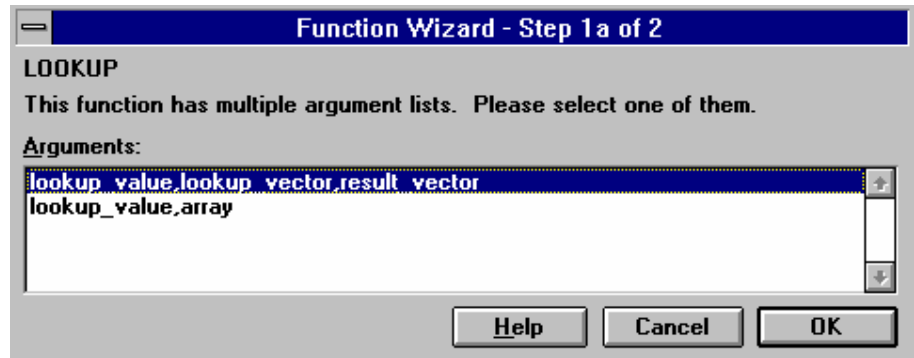 Function Wizard - Step 1a of 2
LOOKUP
This function has multiple argument lists.  Please select one of them.
Arguments:
lookup_value,lookup_vector,result_vector
lookup_value,array
Help
Cancel
OK